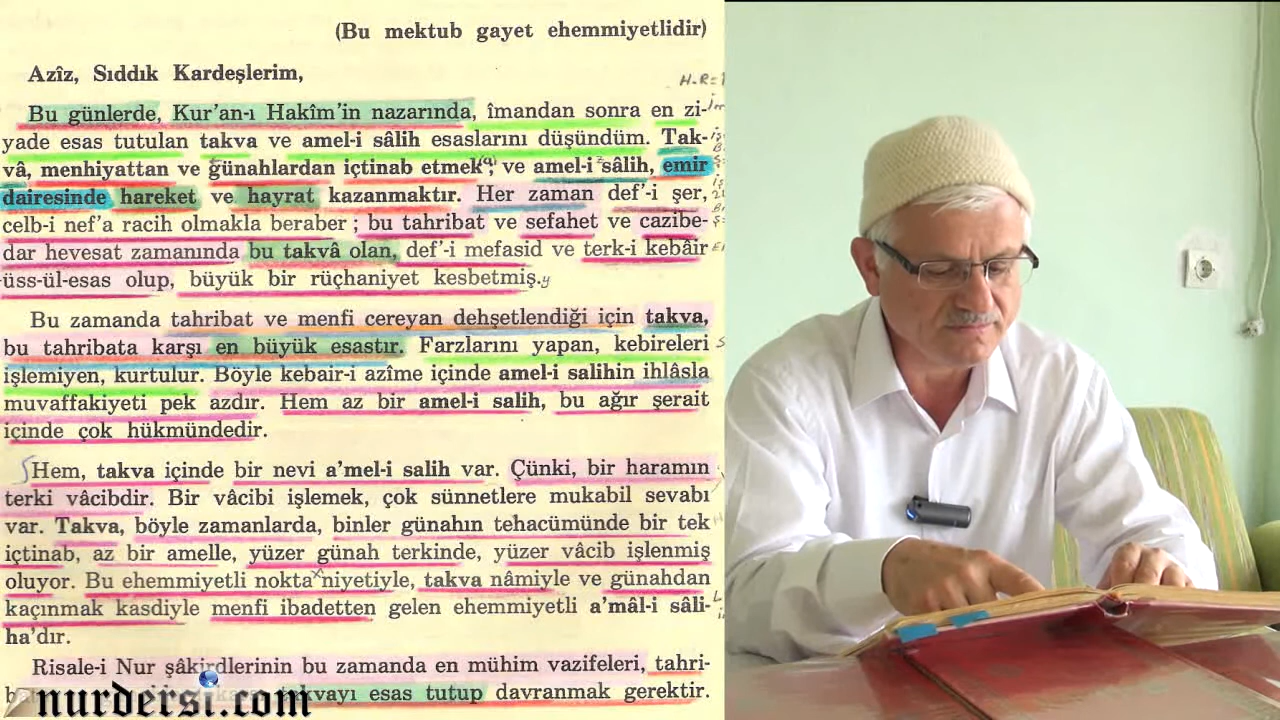 (Bu mektub gayet ehemmiyetlidir)
Azîz, Sıddık Kardeşlerim,
H-R=
Bu günlerde, Kur'an-ı Hakîm'in nazarında, îmandan sonra en zi-
yade esas tutulan takva ve amel-i sâlih esaslarını düşündüm. Tak-
vâ, menhiyattan ve günahlardan içtinab etmek; ve amel-i sâlih, emir
dairesinde hareket ve hayrat kazanmaktır. Her zaman def'-i şer,
celb-i nef'a racih olmakla beraber; bu tahribat ve sefahet ve cazibe-
dar hevesat zamanında bu takvâ olan, def'-i mefasid ve terk-i kebâir
üss-ül-esas olup, büyük bir rüçhaniyet kesbetmiş.
Bu zamanda tahribat ve menfi cereyan dehşetlendiği için takva,
bu tahribata karşı en büyük esastır. Farzlarını yapan, kebireleri
işlemiyen, kurtulur. Böyle kebair-i azîme içinde amel-i salihin ihlâsla
muvaffakiyeti pek azdır. Hem az bir amel-i salih, bu ağır şerait
içinde çok hükmündedir.
Hem, takva içinde bir nevi a'mel-i salih var. Çünki, bir haramın
terki vâcibdir. Bir vâcibi işlemek, çok sünnetlere mukabil sevabı
var. Takva, böyle zamanlarda, binler günahın tehacümünde bir tek
içtinab, az bir amelle, yüzer günah terkinde, yüzer vâcib işlenmiş
oluyor. Bu ehemmiyetli nokta niyetiyle, takva nâmiyle ve günahdan
kaçınmak kasdiyle menfi ibadetten gelen ehemmiyetli a'mâl-i sâli-
ha'dır.
Risale-i Nur şâkirdlerinin bu zamanda en mühim vazifeleri, tahri-
takvayı esas tutup davranmak gerektir.
nurdersi.com